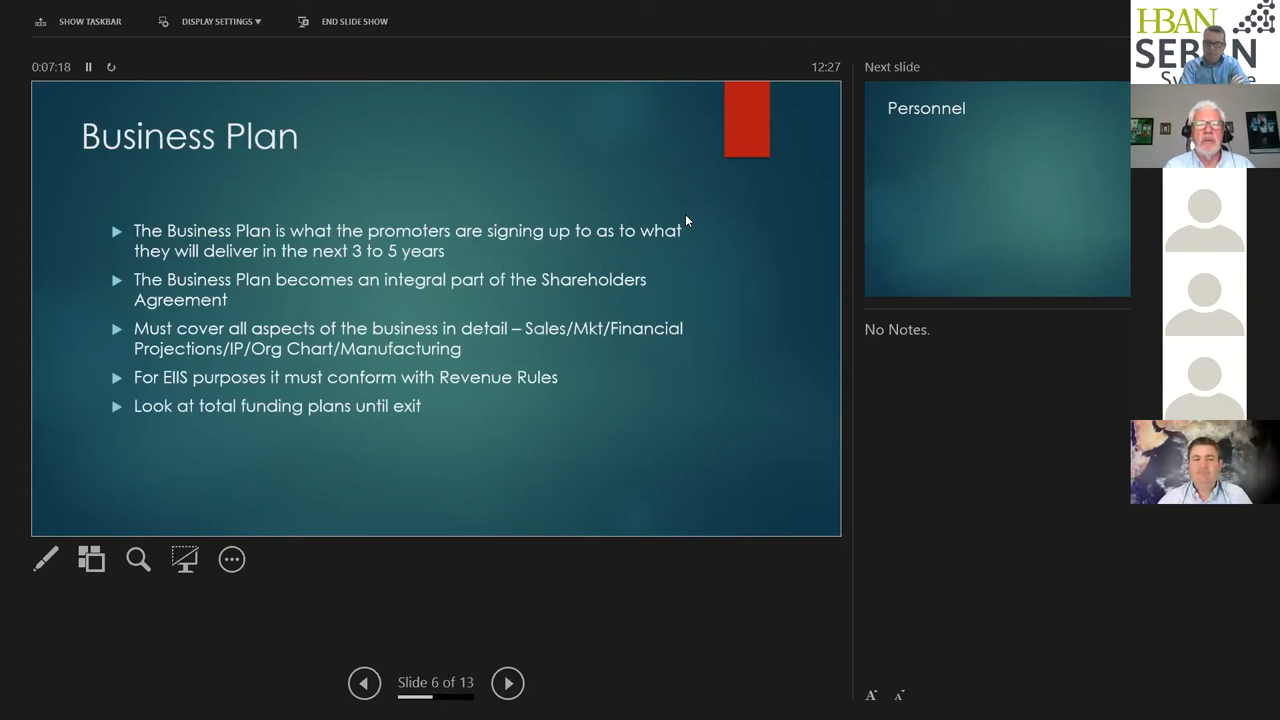 SHOW TASKBAR
DISPLAY SETTINGS
END SLIDE SHOW
0:07:18
12:27
Next slide
Business Plan
The Business Plan is what the promoters are signing up to as to what
they will deliver in the next 3 to 5 years
The Business Plan becomes an integral part of the Shareholders
Agreement
Must cover all aspects of the business in detail – Sales/Mkt/Financial
Projections/IP/Org Chart/Manufacturing
For EIIS purposes it must conform with Revenue Rules
Look at total funding plans until exit
Personnel
No Notes.
Slide 6 of 13
A
A
HBAN